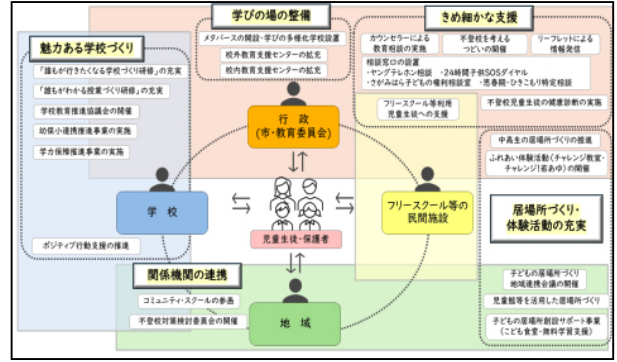 学びの場の整備
メタバースの開設・学びの多様化学校設置
校外教育支援センターの拡充
校内教育支援センターの拡充
きめ細かな支援
カウンセラーによる
教育相談の実施
不登校を考える
つどいの開催
リーフレットによる
情報発信
相談窓口の設置
・ヤングテレホン相談 ・24時間子供SOSダイヤル
・さがみはら子どもの権利相談室 ・思春期・ひきこもり特定相談
フリースクール等利用
児童生徒への支援
不登校児童生徒の健康診断の実施
魅力ある学校づくり
「誰もが行きたくなる学校づくり研修」の充実
「誰もがわかる授業づくり研修」の充実
学校教育推進協議会の開催
幼保小連携推進事業の実施
学力保障推進事業の実施
ポジティブ行動支援の推進
行 政
(市・教育委員会)
学 校
児童生徒・保護者
フリースクール等の
民間施設
地 域
中高生の居場所づくりの推進
ふれあい体験活動(チャレンジ教室・
チャレンジ!若あゆ)の開催
居場所づくり・
体験活動の充実
子どもの居場所づくり
地域連携会議の開催
児童館等を活用した居場所づくり
子どもの居場所創設サポート事業
(こども食堂・無料学習支援)
関係機関の連携
コミュニティ・スクールの参画
不登校対策検討委員会の開催